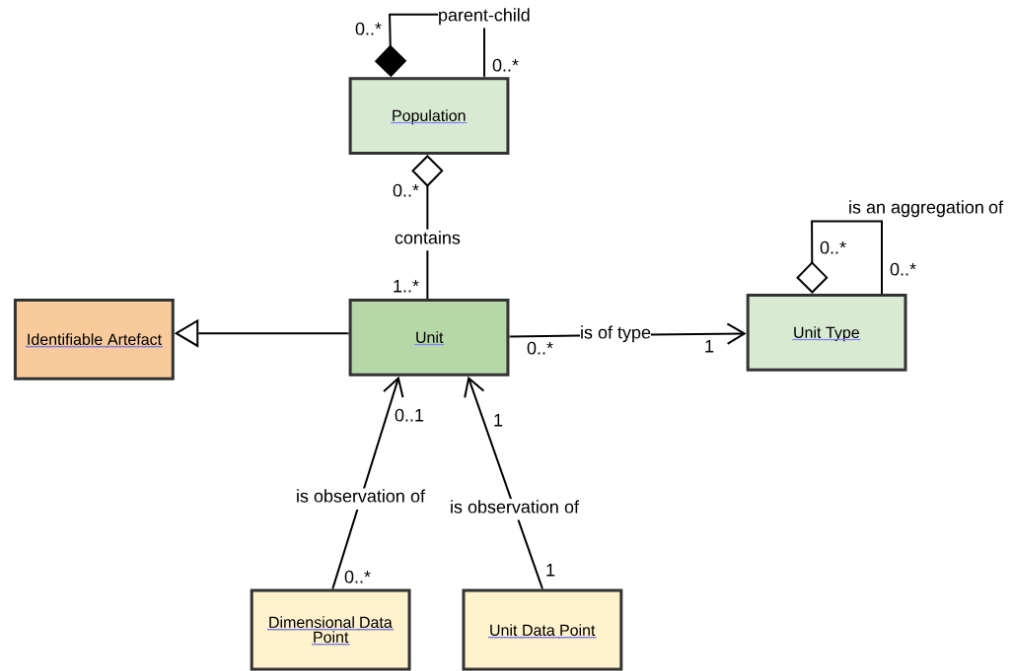 parent-child
0..*
0..*
Population
0..*
contains
1..*
is an aggregation of
0..*
0..*
Identifiable Artefact
Unit
is of type
0..*
1
Unit Type
0..1
1
is observation of
is observation of
0..*
1
Dimensional Data
Point
Unit Data Point